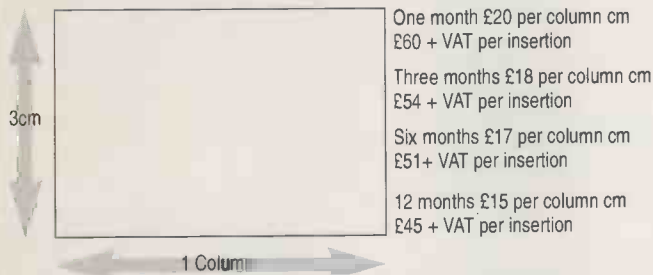 One month £20 per column cm
£60 + VAT per insertion
Three months £18 per column cm
£54 + VAT per insertion
3cm
Six months £17 per column cm
£51+ VAT per insertion
12 months £15 per column cm
£45 + VAT per insertion
1 Colum